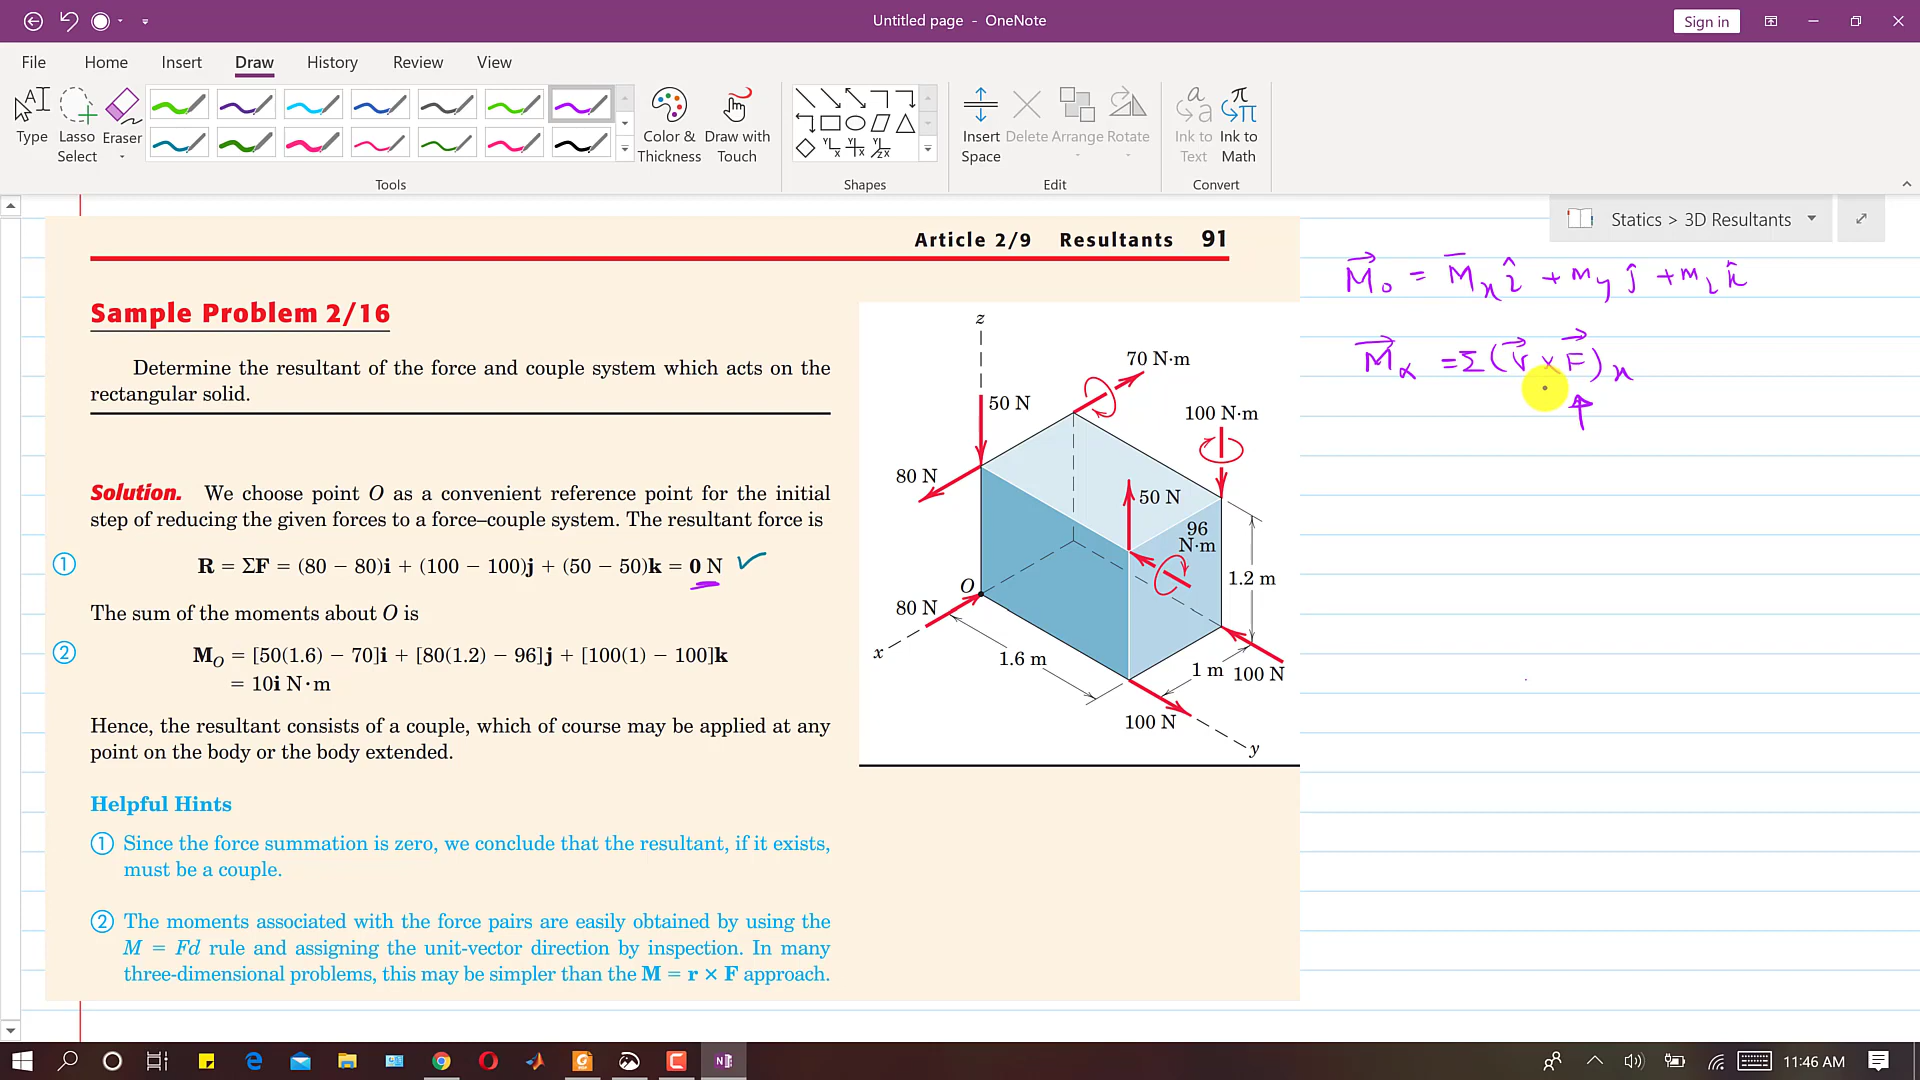 Untitled page - OneNote
Sign in
File Home Insert Draw History Review View
Type
Lasso Select
Eraser
Color & Thickness
Draw with Touch
Insert Space
Delete
Arrange
Rotate
Ink to Text
Ink to Math
Tools Shapes Edit Convert
Statics > 3D Resultants
Article 2/9 Resultants 91
Sample Problem 2/16
Determine the resultant of the force and couple system which acts on the
rectangular solid.
Solution. We choose point O as a convenient reference point for the initial
step of reducing the given forces to a force–couple system. The resultant force is
① R = ΣF = (80 − 80)i + (100 − 100)j + (50 − 50)k = 0 N
The sum of the moments about O is
② M_O = [50(1.6) − 70]i + [80(1.2) − 96]j + [100(1) − 100]k
= 10i N·m
Hence, the resultant consists of a couple, which of course may be applied at any
point on the body or the body extended.
Helpful Hints
① Since the force summation is zero, we conclude that the resultant, if it exists,
must be a couple.
② The moments associated with the force pairs are easily obtained by using the
M = Fd rule and assigning the unit-vector direction by inspection. In many
three-dimensional problems, this may be simpler than the M = r × F approach.
z
70 N·m
50 N
100 N·m
80 N
50 N
96
N·m
1.2 m
O
80 N
x
1.6 m
1 m
100 N
100 N
y
M⃗_o = M̄_x î + m_y ĵ + m_z k̂
M⃗_x = Σ(r⃗ × F⃗)_x
11:46 AM